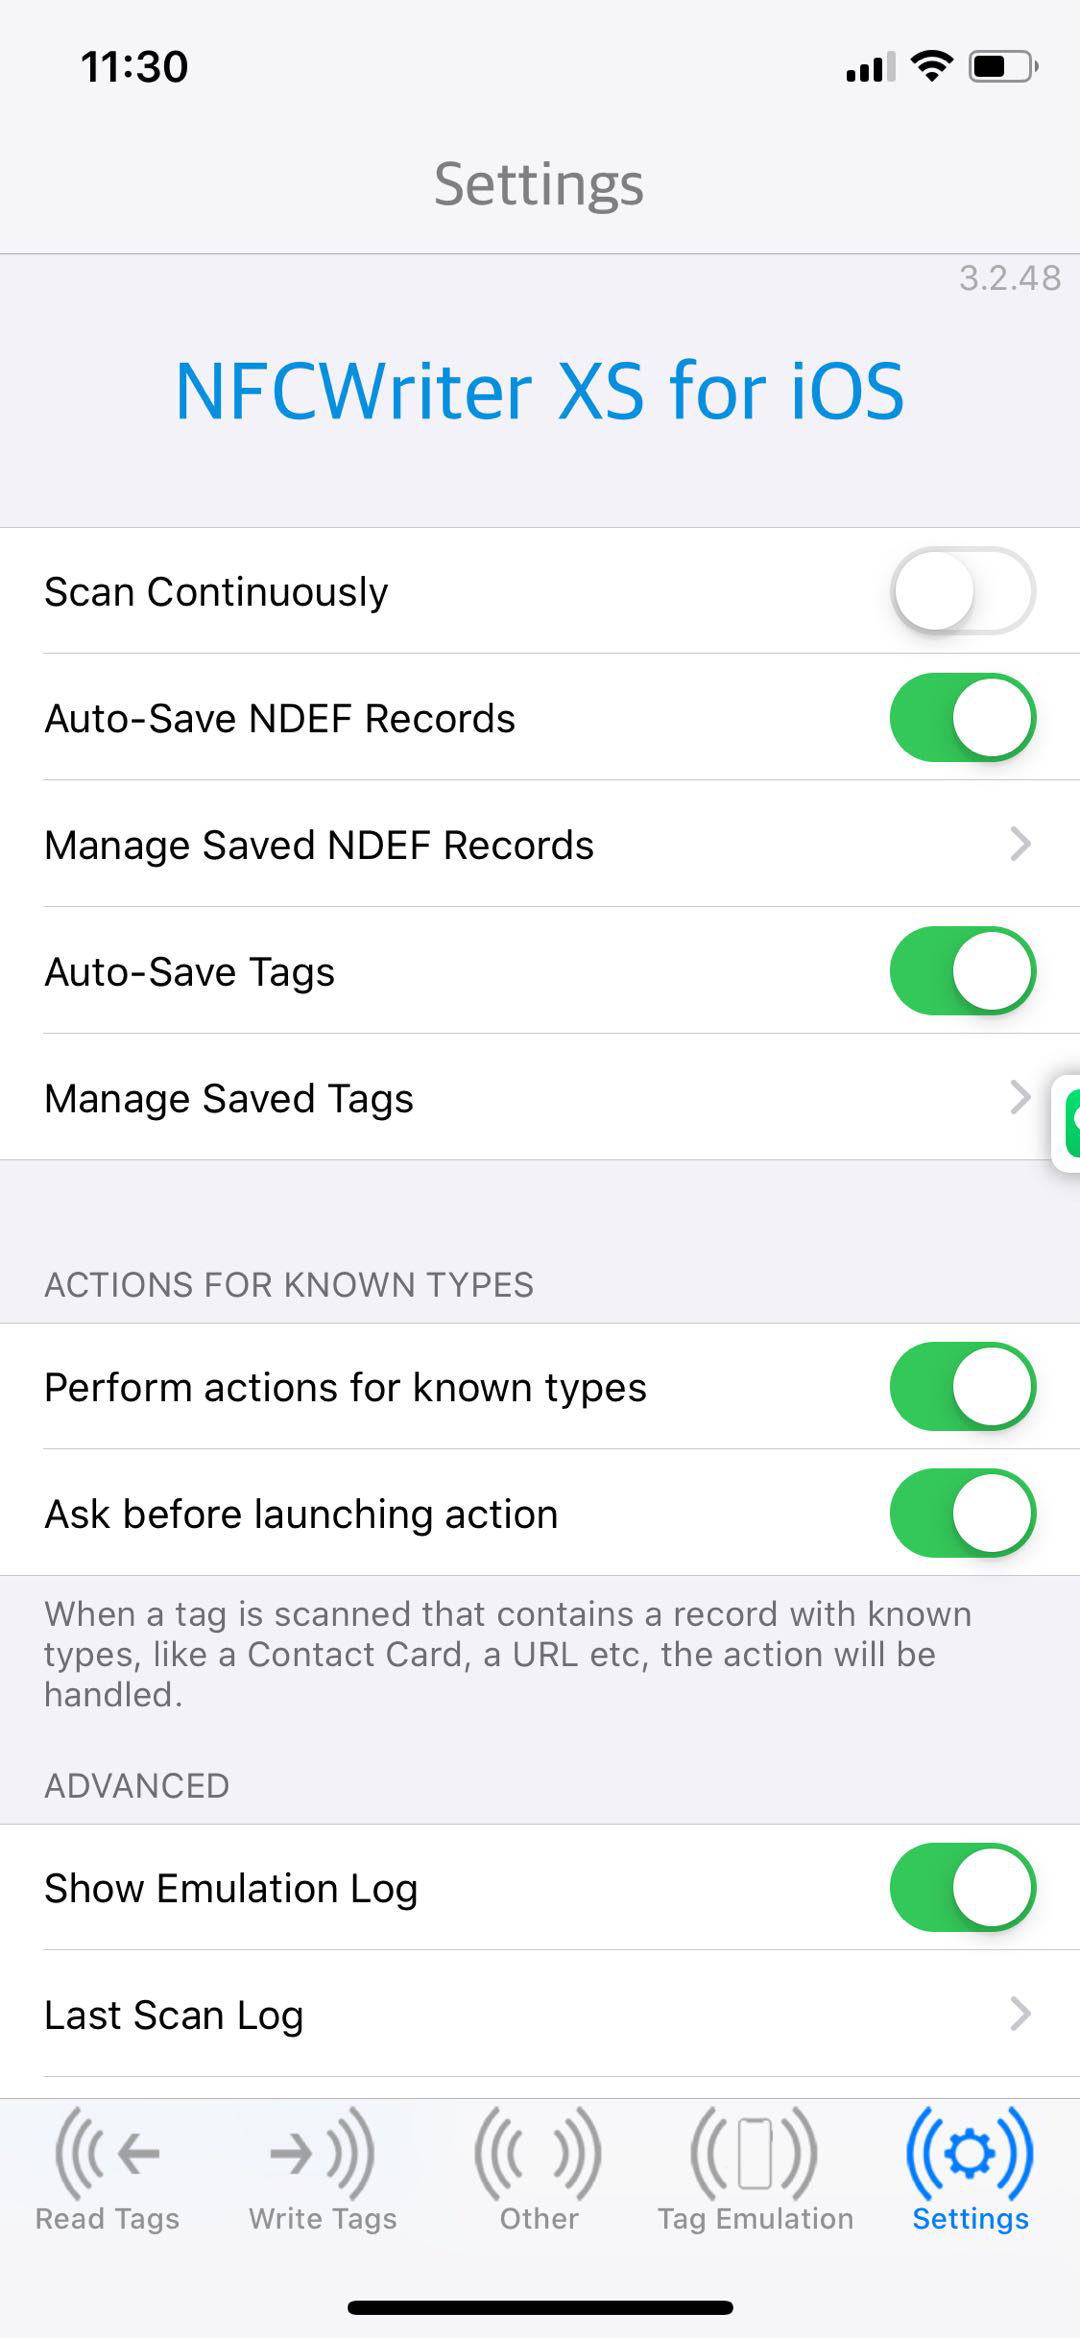 11:30
Settings
3.2.48
NFCWriter XS for iOS
Scan Continuously
Auto-Save NDEF Records
Manage Saved NDEF Records
Auto-Save Tags
Manage Saved Tags
ACTIONS FOR KNOWN TYPES
Perform actions for known types
Ask before launching action
When a tag is scanned that contains a record with known
types, like a Contact Card, a URL etc, the action will be
handled.
ADVANCED
Show Emulation Log
Last Scan Log
Read Tags
Write Tags
Other
Tag Emulation
Settings